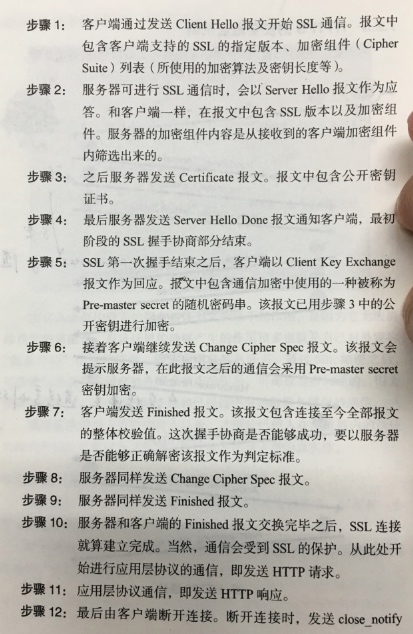 步骤 1： 客户端通过发送 Client Hello 报文开始 SSL 通信。报文中
包含客户端支持的 SSL 的指定版本、加密组件（Cipher
Suite）列表（所使用的加密算法及密钥长度等）。
步骤 2： 服务器可进行 SSL 通信时，会以 Server Hello 报文作为应
答。和客户端一样，在报文中包含 SSL 版本以及加密组
件。服务器的加密组件内容是从接收到的客户端加密组件
内筛选出来的。
步骤 3： 之后服务器发送 Certificate 报文。报文中包含公开密钥
证书。
步骤 4： 最后服务器发送 Server Hello Done 报文通知客户端，最初
阶段的 SSL 握手协商部分结束。
步骤 5： SSL 第一次握手结束之后，客户端以 Client Key Exchange
报文作为回应。报文中包含通信加密中使用的一种被称为
Pre-master secret 的随机密码串。该报文已用步骤 3 中的公
开密钥进行加密。
步骤 6： 接着客户端继续发送 Change Cipher Spec 报文。该报文会
提示服务器，在此报文之后的通信会采用 Pre-master secret
密钥加密。
步骤 7： 客户端发送 Finished 报文。该报文包含连接至今全部报文
的整体校验值。这次握手协商是否能够成功，要以服务器
是否能够正确解密该报文作为判定标准。
步骤 8： 服务器同样发送 Change Cipher Spec 报文。
步骤 9： 服务器同样发送 Finished 报文。
步骤 10： 服务器和客户端的 Finished 报文交换完毕之后，SSL 连接
就算建立完成。当然，通信会受到 SSL 的保护。从此处开
始进行应用层协议的通信，即发送 HTTP 请求。
步骤 11： 应用层协议通信，即发送 HTTP 响应。
步骤 12： 最后由客户端断开连接。断开连接时，发送 close_notify